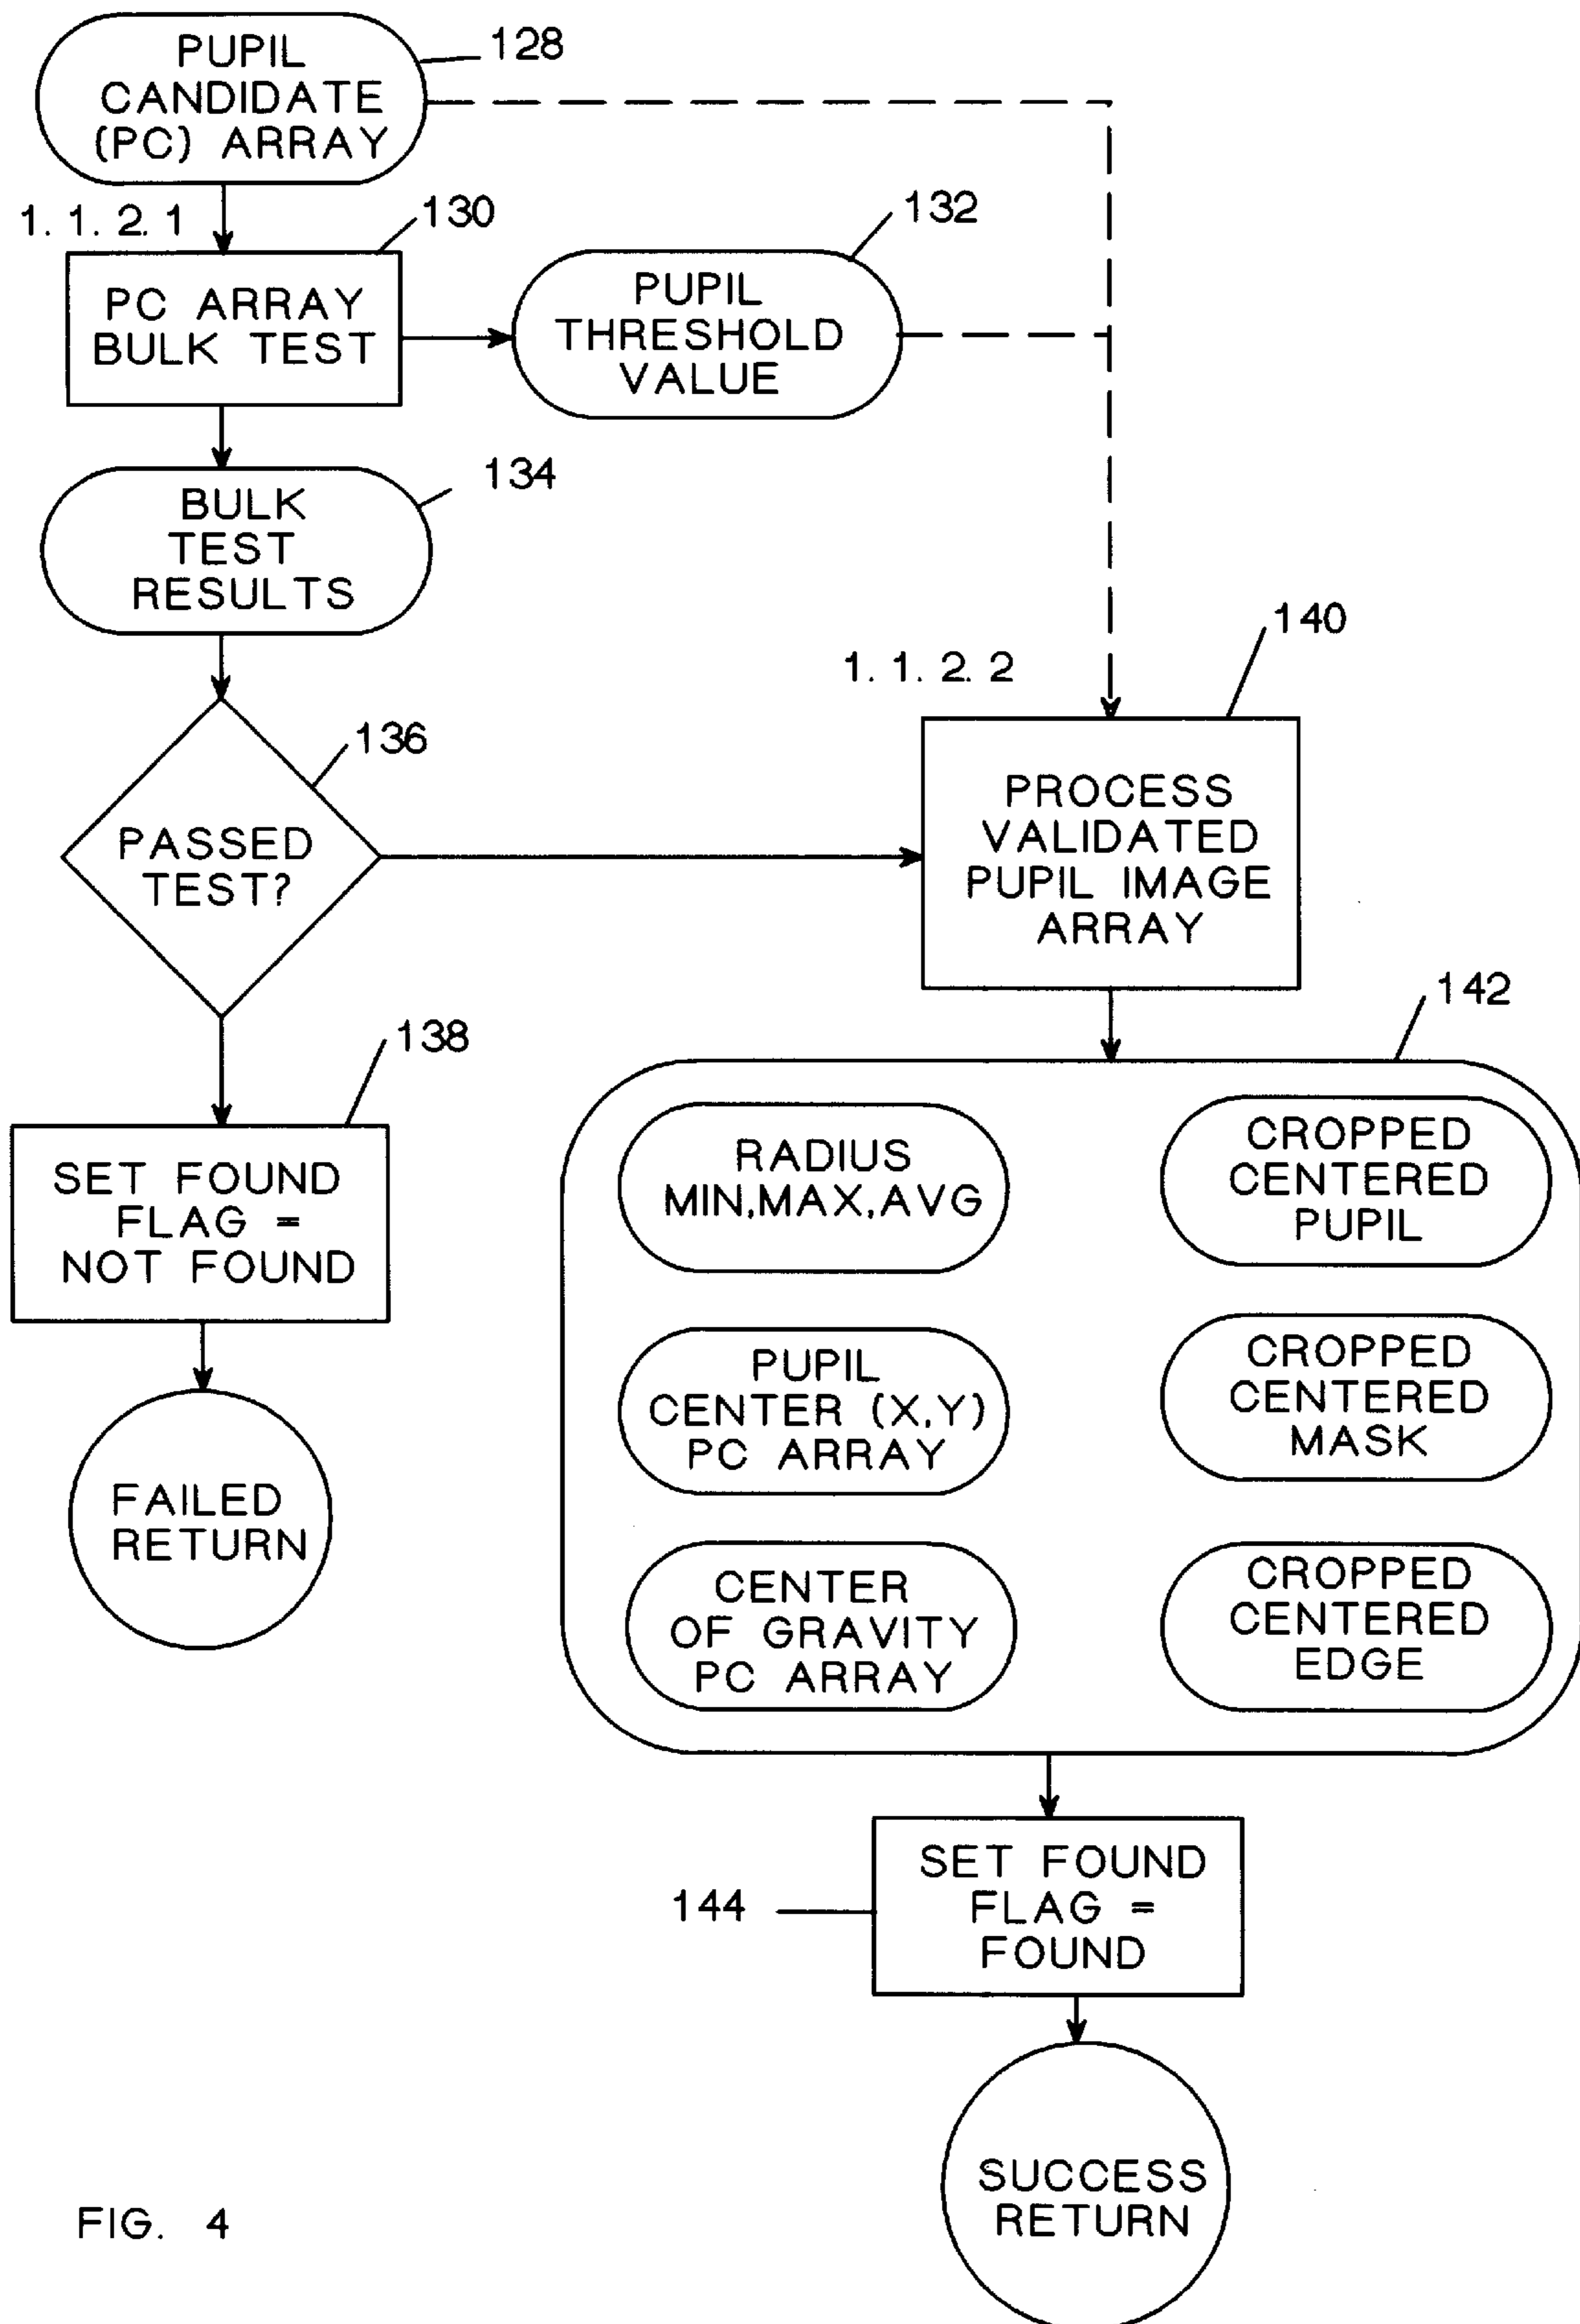 PUPIL
CANDIDATE
(PC) ARRAY
128
1. 1. 2. 1
130
PC ARRAY
BULK TEST
132
PUPIL
THRESHOLD
VALUE
134
BULK
TEST
RESULTS
136
PASSED
TEST?
1. 1. 2. 2
140
PROCESS
VALIDATED
PUPIL IMAGE
ARRAY
138
SET FOUND
FLAG =
NOT FOUND
FAILED
RETURN
142
RADIUS
MIN,MAX,AVG
CROPPED
CENTERED
PUPIL
PUPIL
CENTER (X,Y)
PC ARRAY
CROPPED
CENTERED
MASK
CENTER
OF GRAVITY
PC ARRAY
CROPPED
CENTERED
EDGE
144
SET FOUND
FLAG =
FOUND
SUCCESS
RETURN
FIG. 4